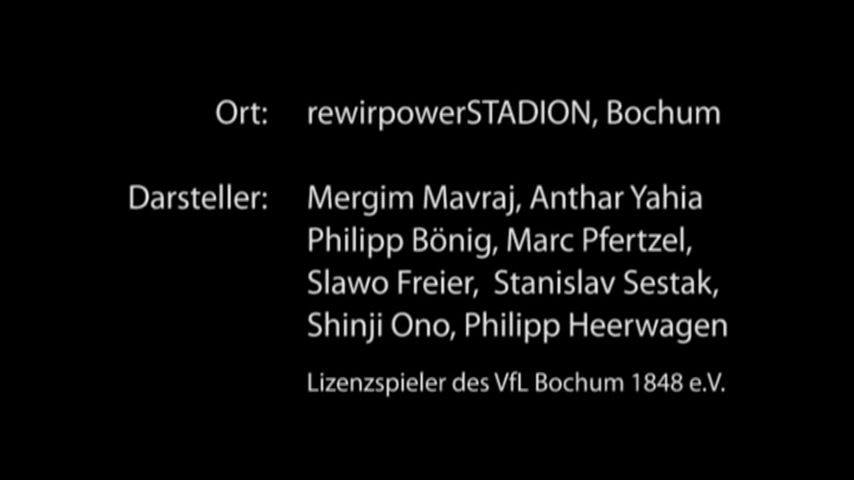 Ort: rewirpowerSTADION, Bochum
Darsteller: Mergim Mavraj, Anthar Yahia
Philipp Bönig, Marc Pfertzel,
Slawo Freier, Stanislav Sestak,
Shinji Ono, Philipp Heerwagen
Lizenzspieler des VfL Bochum 1848 e.V.